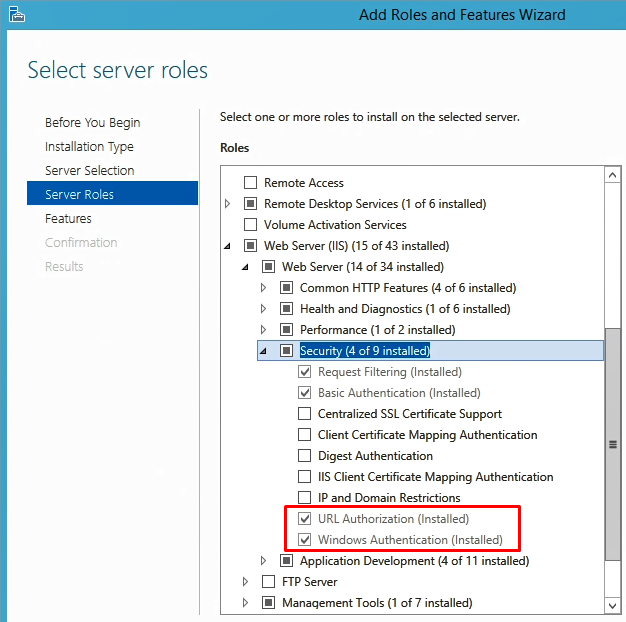 Add Roles and Features Wizard
Select server roles
Before You Begin
Installation Type
Server Selection
Server Roles
Features
Confirmation
Results
Select one or more roles to install on the selected server.
Roles
Remote Access
Remote Desktop Services (1 of 6 installed)
Volume Activation Services
Web Server (IIS) (15 of 43 installed)
Web Server (14 of 34 installed)
Common HTTP Features (4 of 6 installed)
Health and Diagnostics (1 of 6 installed)
Performance (1 of 2 installed)
Security (4 of 9 installed)
Request Filtering (Installed)
Basic Authentication (Installed)
Centralized SSL Certificate Support
Client Certificate Mapping Authentication
Digest Authentication
IIS Client Certificate Mapping Authentication
IP and Domain Restrictions
URL Authorization (Installed)
Windows Authentication (Installed)
Application Development (4 of 11 installed)
FTP Server
Management Tools (1 of 7 installed)